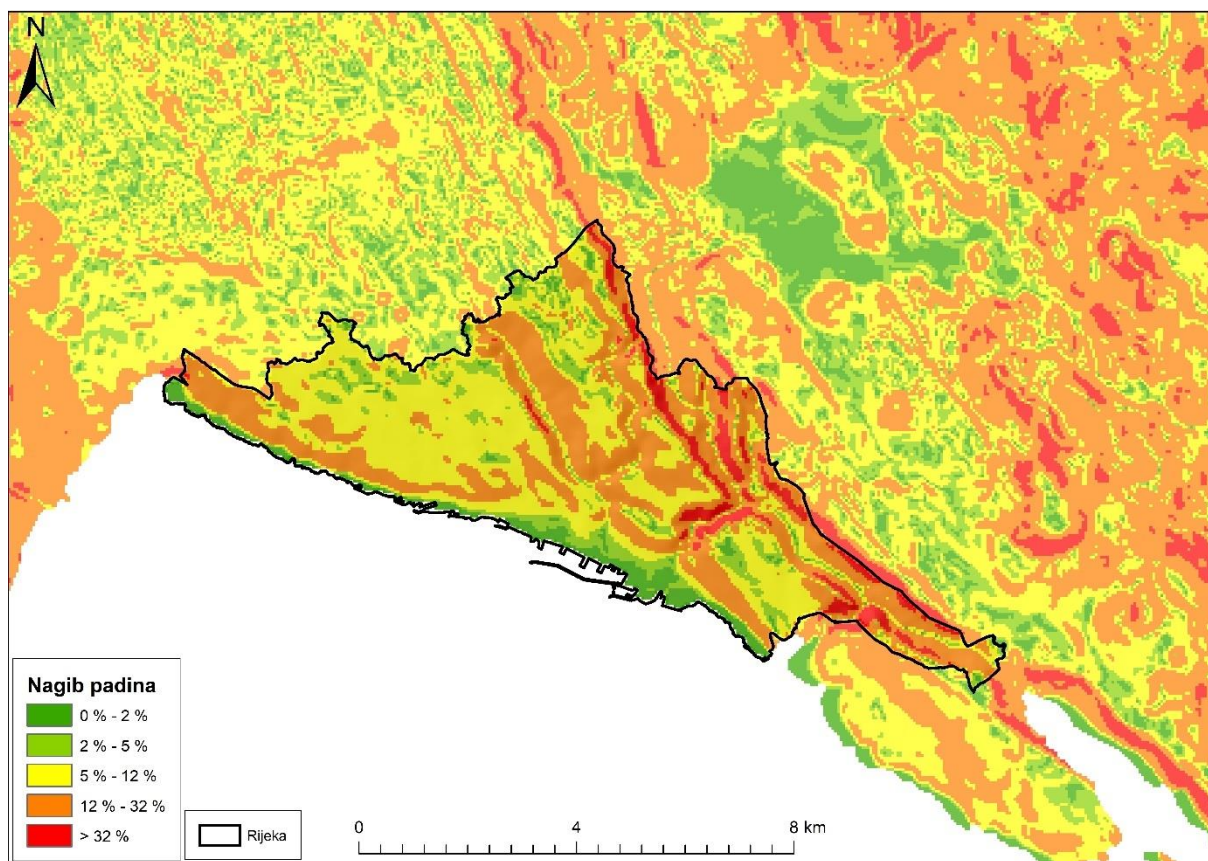 N
Nagib padina
0 % - 2 %
2 % - 5 %
5 % - 12 %
12 % - 32 %
> 32 %
Rijeka
0 4 8 km